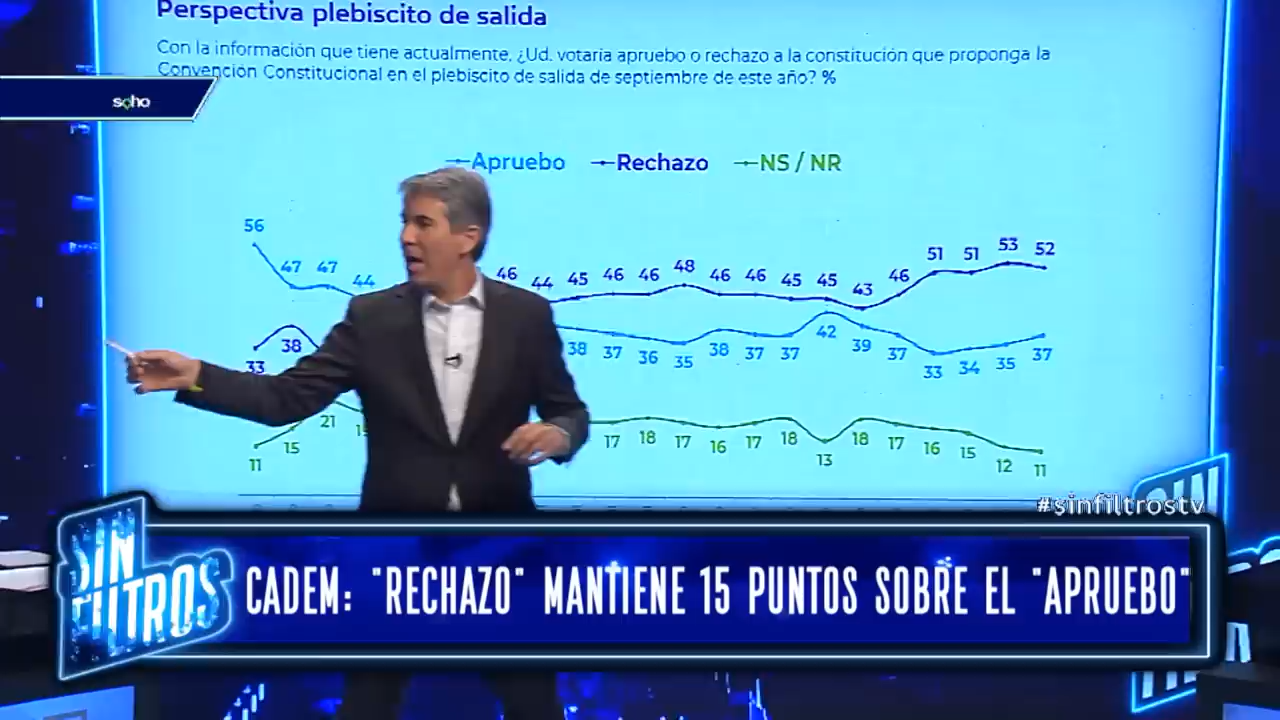 Perspectiva plebiscito de salida
Con la información que tiene actualmente, ¿Ud. votaría apruebo o rechazo a la constitución que proponga la
Convención Constitucional en el plebiscito de salida de septiembre de este año? %
soho
Apruebo Rechazo NS / NR
56 47 47 44
46 44 45 46 46 48 46 46 45 45 43 46 51 51 53 52
33 38
38 37 36 35 38 37 37 42 39 37 33 34 35 37
11 15 21
17 18 17 16 17 18 13 18 17 16 15 12 11
#sinfiltrostv
SIN
FILTROS
CADEM: "RECHAZO" MANTIENE 15 PUNTOS SOBRE EL "APRUEBO"